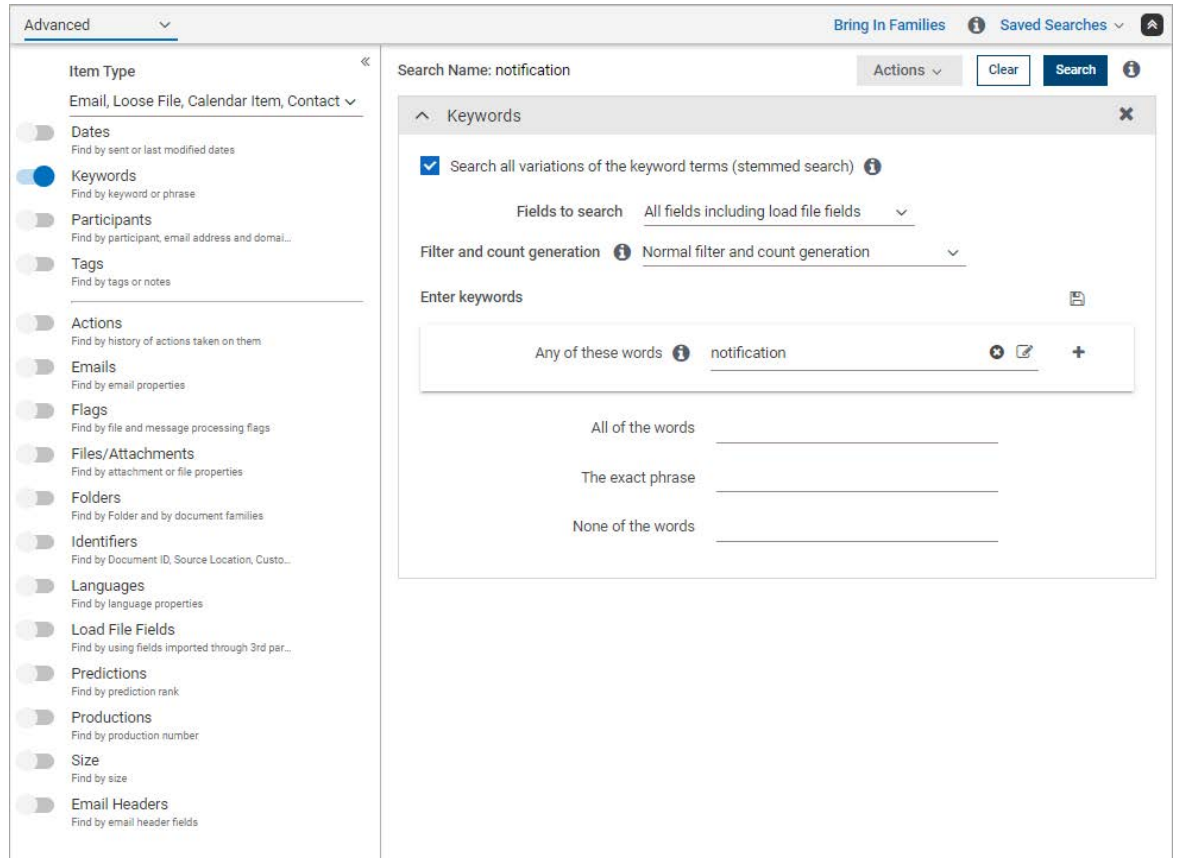 Advanced
Bring In Families
Saved Searches
Item Type
Email, Loose File, Calendar Item, Contact
Dates
Find by sent or last modified dates
Keywords
Find by keyword or phrase
Participants
Find by participant, email address and domai...
Tags
Find by tags or notes
Actions
Find by history of actions taken on them
Emails
Find by email properties
Flags
Find by file and message processing flags
Files/Attachments
Find by attachment or file properties
Folders
Find by Folder and by document families
Identifiers
Find by Document ID, Source Location, Custo...
Languages
Find by language properties
Load File Fields
Find by using fields imported through 3rd par...
Predictions
Find by prediction rank
Productions
Find by production number
Size
Find by size
Email Headers
Find by email header fields
Search Name: notification
Actions
Clear
Search
Keywords
Search all variations of the keyword terms (stemmed search)
Fields to search All fields including load file fields
Filter and count generation Normal filter and count generation
Enter keywords
Any of these words notification
All of the words
The exact phrase
None of the words